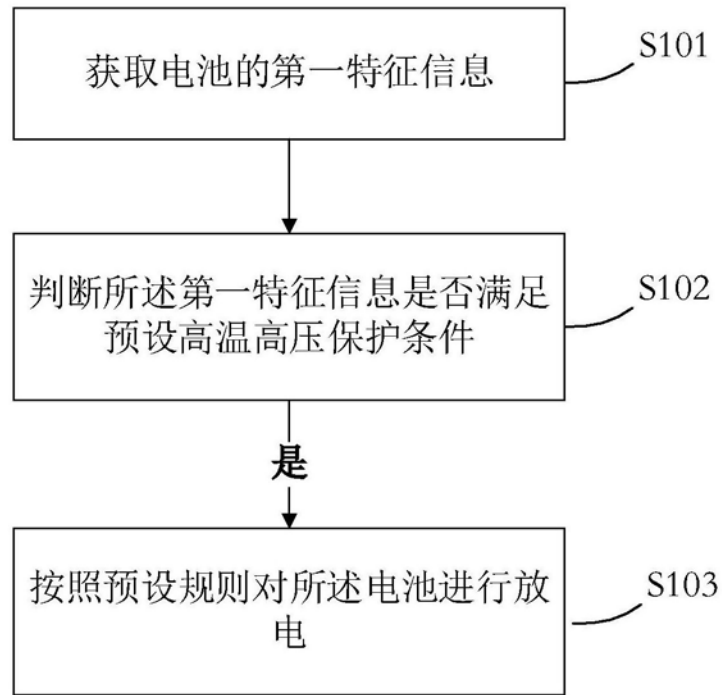 获取电池的第一特征信息
S101
判断所述第一特征信息是否满足
预设高温高压保护条件
S102
是
按照预设规则对所述电池进行放
电
S103